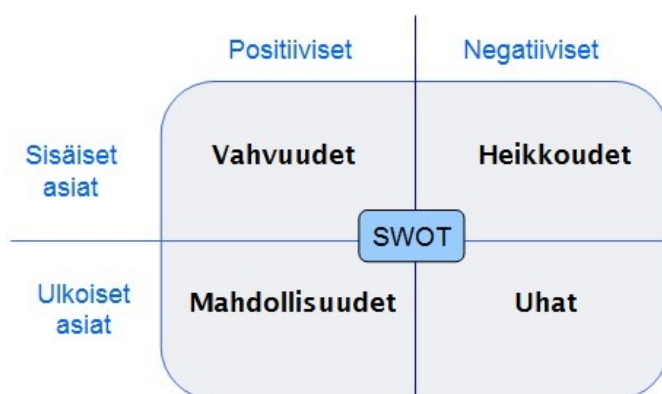 Positiiviset
Negatiiviset
Sisäiset
asiat
Vahvuudet
Heikkoudet
SWOT
Ulkoiset
asiat
Mahdollisuudet
Uhat